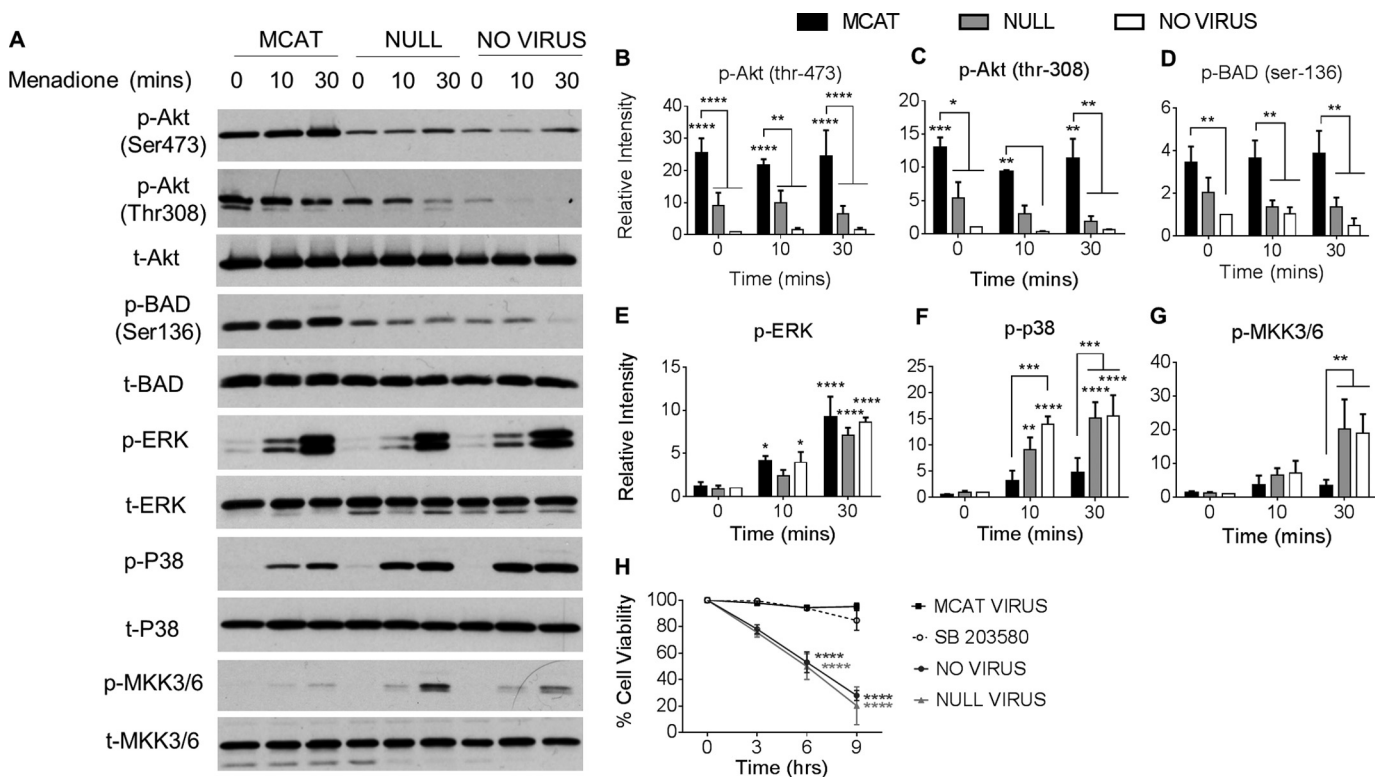 MCAT NULL NO VIRUS
A
MCAT NULL NO VIRUS
Menadione (mins) 0 10 30 0 10 30 0 10 30
p-Akt
(Ser473)
p-Akt
(Thr308)
t-Akt
p-BAD
(Ser136)
t-BAD
p-ERK
t-ERK
p-P38
t-P38
p-MKK3/6
t-MKK3/6
B
p-Akt (thr-473)
Relative Intensity
40
30
20
10
0
**** ** ****
**** **** ****
0 10 30
Time (mins)
C
p-Akt (thr-308)
20
15
10
5
0
* **
*** ** **
0 10 30
Time (mins)
D
p-BAD (ser-136)
6
4
2
0
** ** **
0 10 30
Time (mins)
E
p-ERK
Relative Intensity
15
10
5
0
* * **** **** ****
0 10 30
Time (mins)
F
p-p38
25
20
15
10
5
0
*** ***
** **** **** ****
0 10 30
Time (mins)
G
p-MKK3/6
40
30
20
10
0
**
0 10 30
Time (mins)
H
% Cell Viability
100
80
60
40
20
0
****
****
****
****
0 3 6 9
Time (hrs)
MCAT VIRUS
SB 203580
NO VIRUS
NULL VIRUS